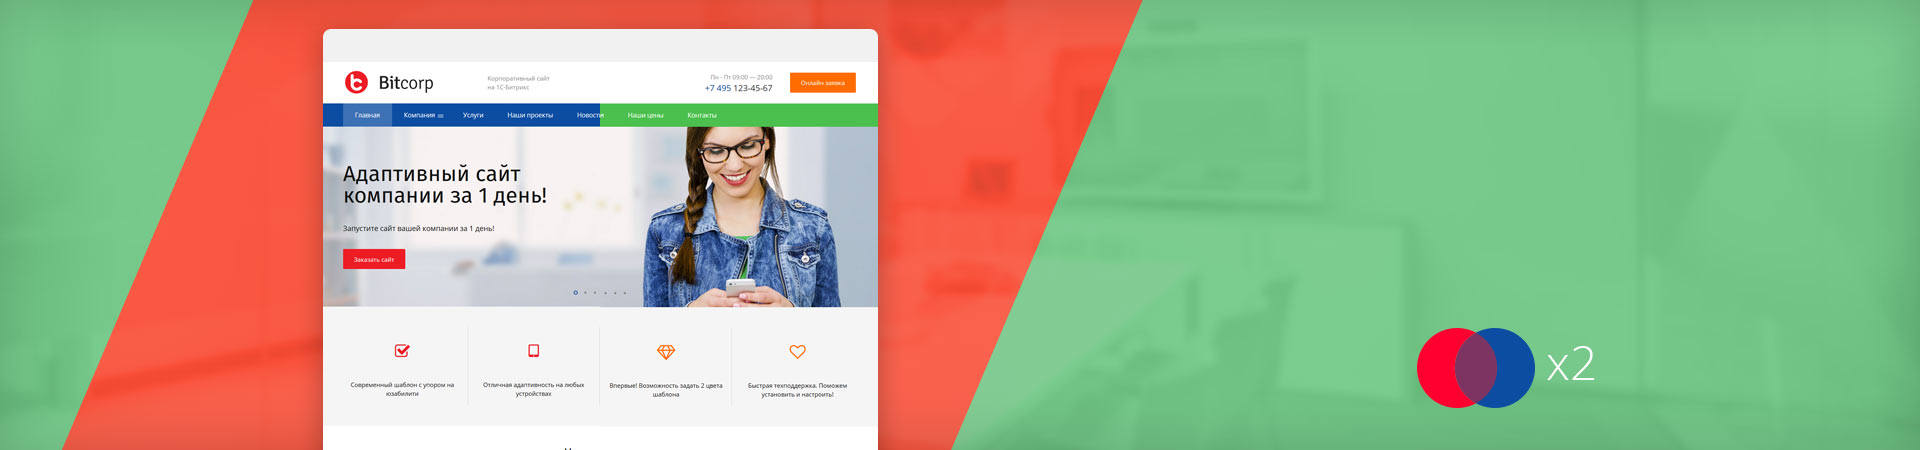 Bitcorp
Корпоративный сайт
на 1С-Битрикс
Пн - Пт 09:00 — 20:00
+7 495 123-45-67
Онлайн заявка
Главная Компания Услуги Наши проекты Новости Наши цены Контакты
Адаптивный сайт
компании за 1 день!
Запустите сайт вашей компании за 1 день!
Заказать сайт
Современный шаблон с упором на
юзабилити
Отличная адаптивность на любых
устройствах
Впервые! Возможность задать 2 цвета
шаблона
Быстрая техподдержка. Поможем
установить и настроить!
x2